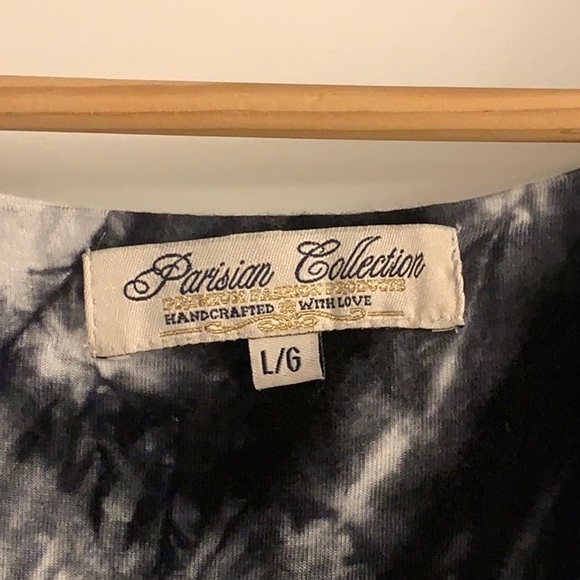 Parisian Collection
PREMIUM FASHION PRODUCTS
HANDCRAFTED WITH LOVE
L/G